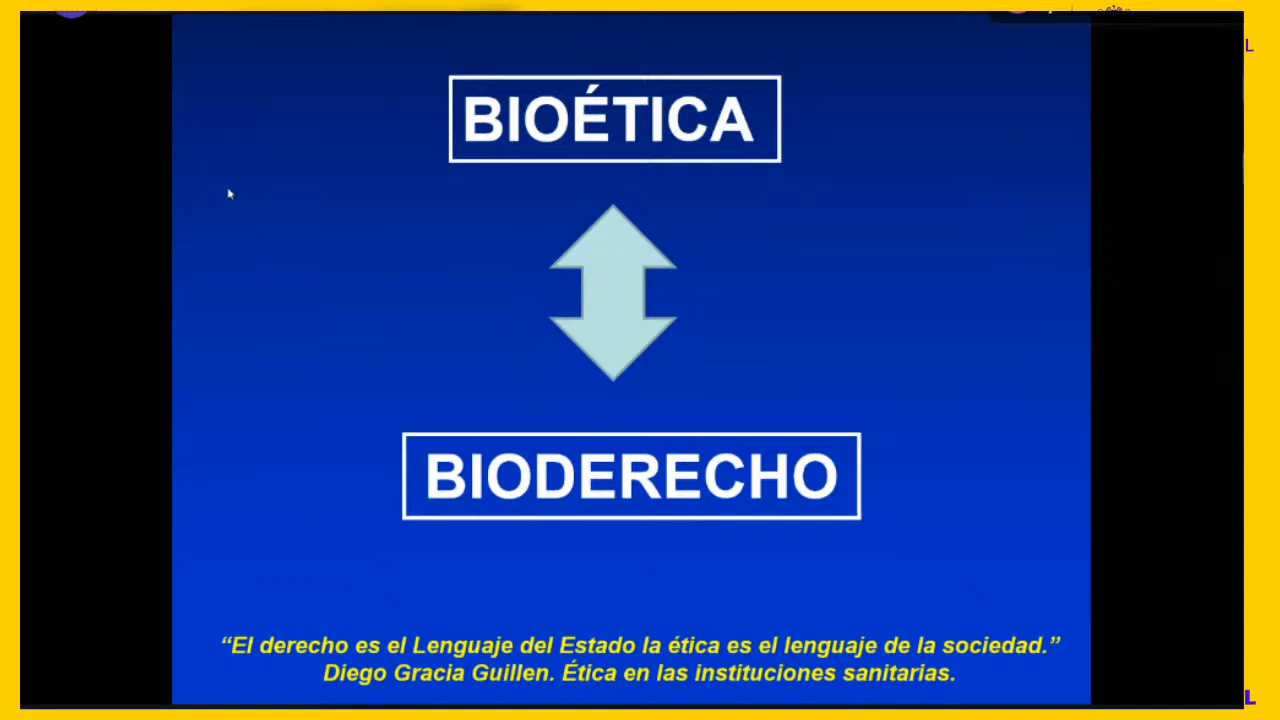 L
BIOÉTICA
BIODERECHO
“El derecho es el Lenguaje del Estado la ética es el lenguaje de la sociedad.”
Diego Gracia Guillen. Ética en las instituciones sanitarias.
L